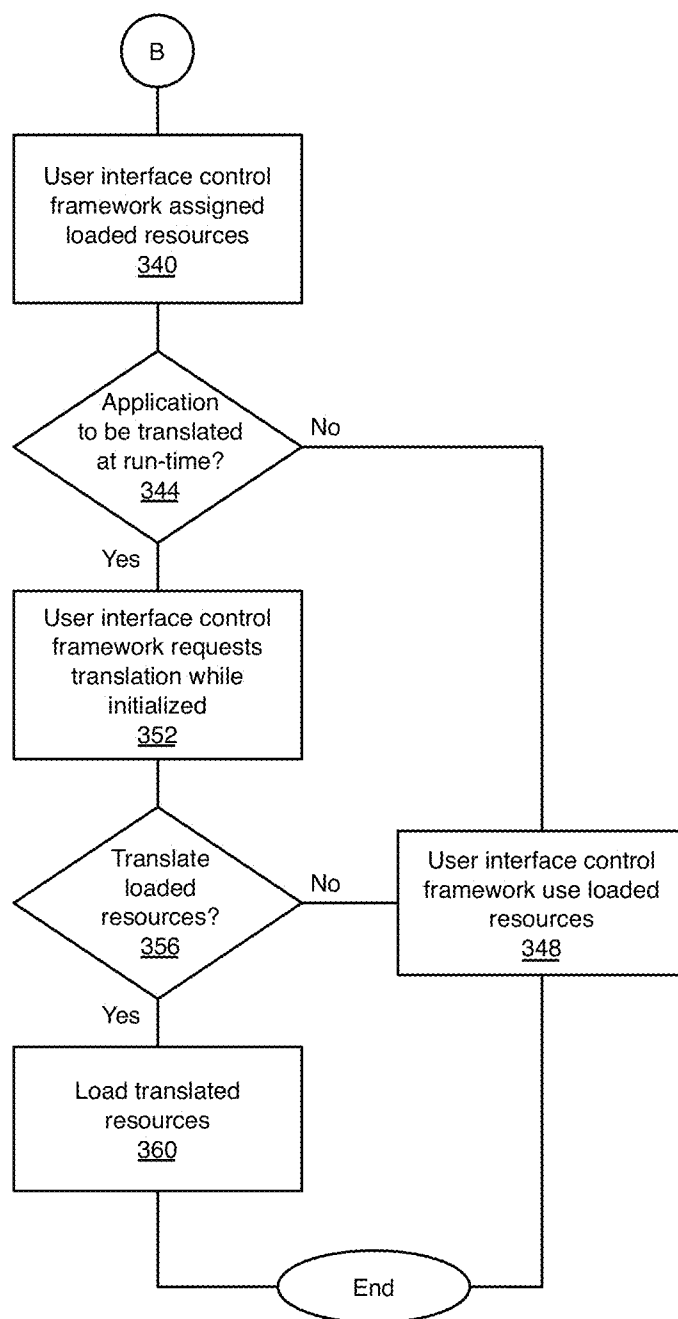 B
User interface control
framework assigned
loaded resources
340
Application
to be translated
at run-time?
344
No
Yes
User interface control
framework requests
translation while
initialized
352
Translate
loaded
resources?
356
No
User interface control
framework use loaded
resources
348
Yes
Load translated
resources
360
End